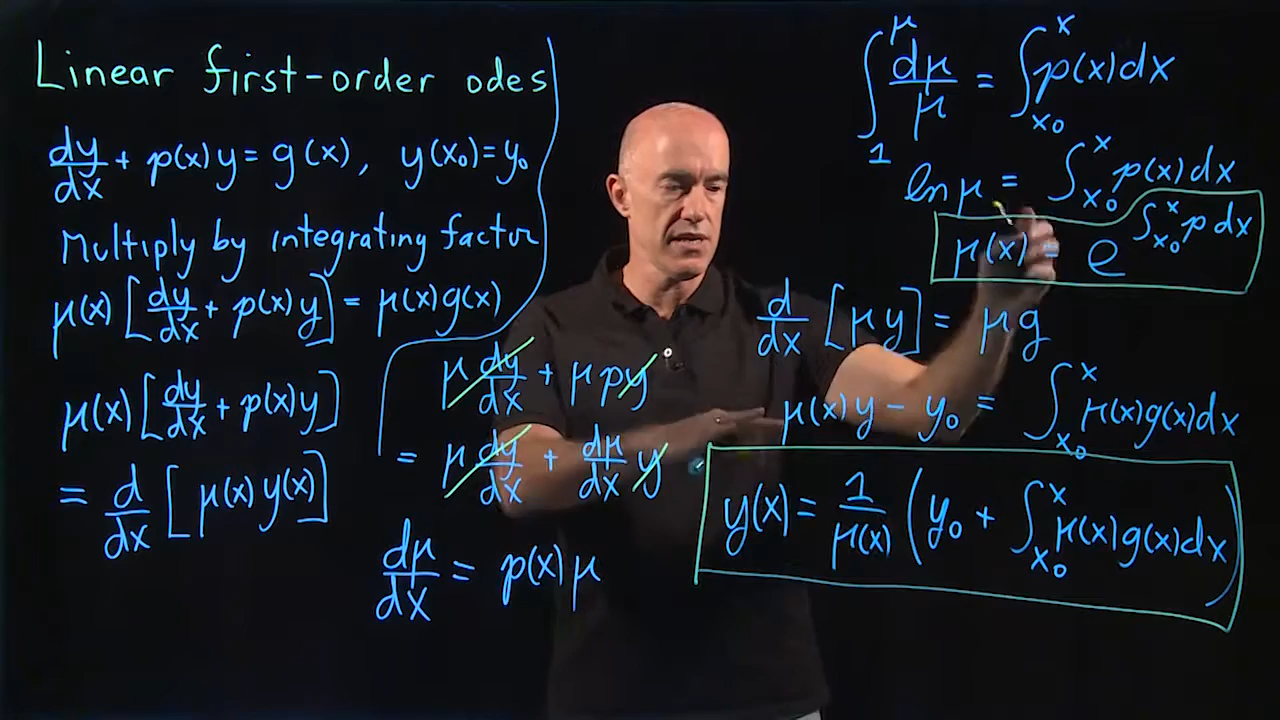 Linear first-order odes
dy/dx + p(x)y = g(x), y(x₀)=y₀
Multiply by integrating factor
μ(x) [dy/dx + p(x)y] = μ(x)g(x)
μ(x) [dy/dx + p(x)y]
= d/dx [μ(x) y(x)]
μ dy/dx + μpy
= μ dy/dx + dμ/dx y
dμ/dx = p(x)μ
∫₁^μ dμ/μ = ∫_{x₀}^x p(x)dx
ln μ = ∫_{x₀}^x p(x)dx
μ(x) = e^{∫_{x₀}^x p dx}
d/dx [μy] = μg
μ(x)y − y₀ = ∫_{x₀}^x μ(x)g(x)dx
y(x) = 1/μ(x) (y₀ + ∫_{x₀}^x μ(x)g(x)dx)